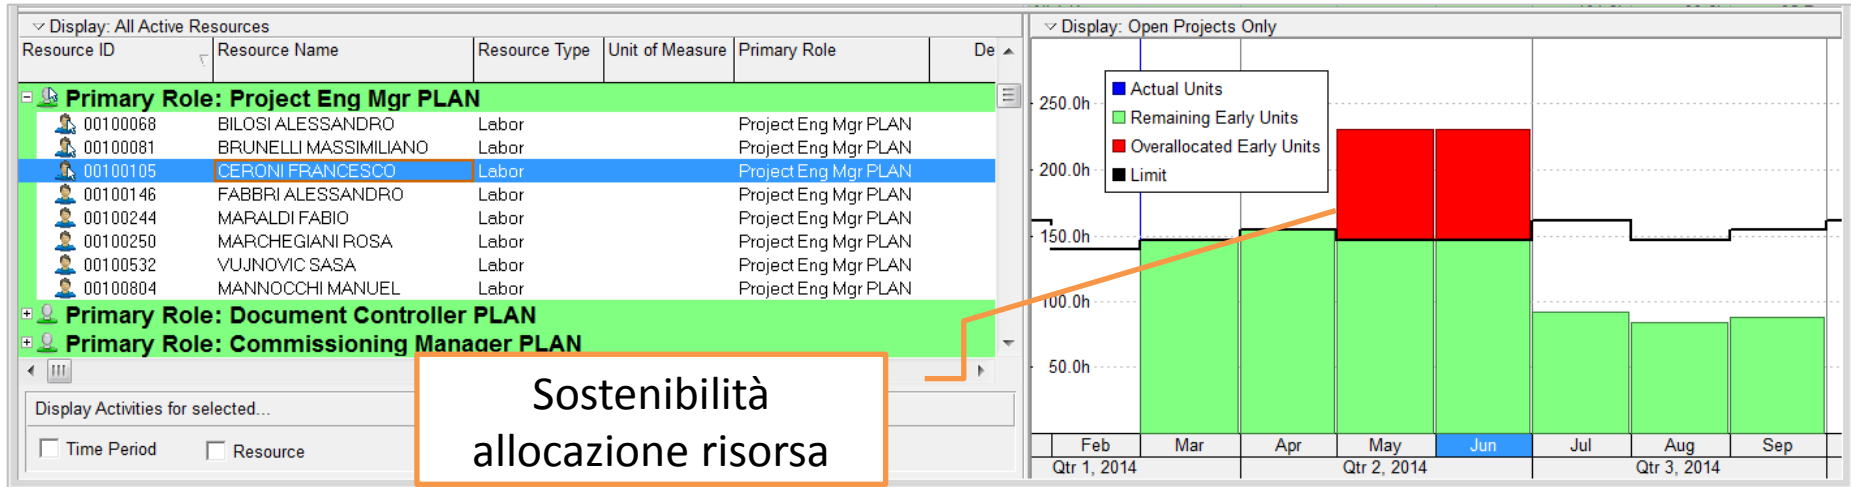 Display: All Active Resources
Resource ID Resource Name Resource Type Unit of Measure Primary Role De
Primary Role: Project Eng Mgr PLAN
00100068 BILOSI ALESSANDRO Labor Project Eng Mgr PLAN
00100081 BRUNELLI MASSIMILIANO Labor Project Eng Mgr PLAN
00100105 CERONI FRANCESCO Labor Project Eng Mgr PLAN
00100146 FABBRI ALESSANDRO Labor Project Eng Mgr PLAN
00100244 MARALDI FABIO Labor Project Eng Mgr PLAN
00100250 MARCHEGIANI ROSA Labor Project Eng Mgr PLAN
00100532 VUJNOVIC SASA Labor Project Eng Mgr PLAN
00100804 MANNOCCHI MANUEL Labor Project Eng Mgr PLAN
Primary Role: Document Controller PLAN
Primary Role: Commissioning Manager PLAN
Display Activities for selected...
Time Period Resource
Sostenibilità
allocazione risorsa
Display: Open Projects Only
Actual Units
Remaining Early Units
Overallocated Early Units
Limit
250.0h
200.0h
150.0h
100.0h
50.0h
Feb Mar Apr May Jun Jul Aug Sep
Qtr 1, 2014 Qtr 2, 2014 Qtr 3, 2014